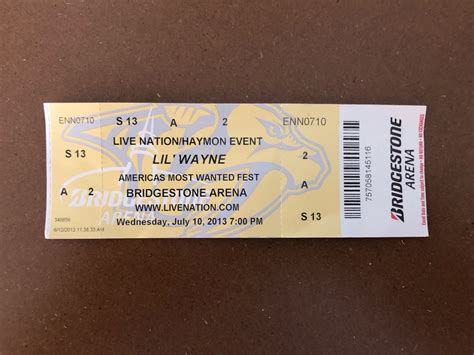 ENN0710 S 13 A 2 ENN0710
S 13
LIVE NATION/HAYMON EVENT
LIL' WAYNE
AMERICAS MOST WANTED FEST
BRIDGESTONE ARENA
WWW.LIVENATION.COM
Wednesday, July 10, 2013 7:00 PM
A 2
A 2
S 13
757058145116
BRIDGESTONE
ARENA